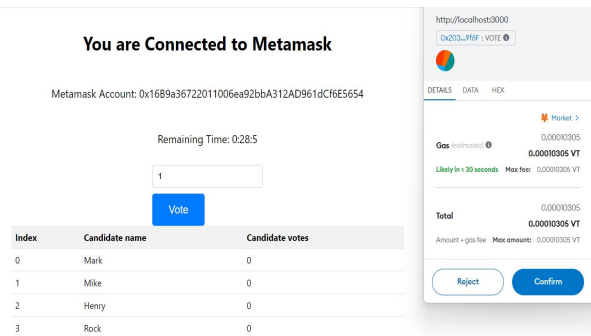 You are Connected to Metamask
Metamask Account: 0x16B9a36722011006ea92bbA312AD961dCf6E5654
Remaining Time: 0:28:5
1
Vote
Index Candidate name Candidate votes
0 Mark 0
1 Mike 0
2 Henry 0
3 Rock 0
http://localhost:3000
0x203...9f6F : VOTE
DETAILS DATA HEX
Market >
0.00010305
Gas (estimated) 0.00010305 VT
Likely in < 30 seconds Max fee: 0.00010305 VT
0.00010305
Total 0.00010305 VT
Amount + gas fee Max amount: 0.00010305 VT
Reject Confirm